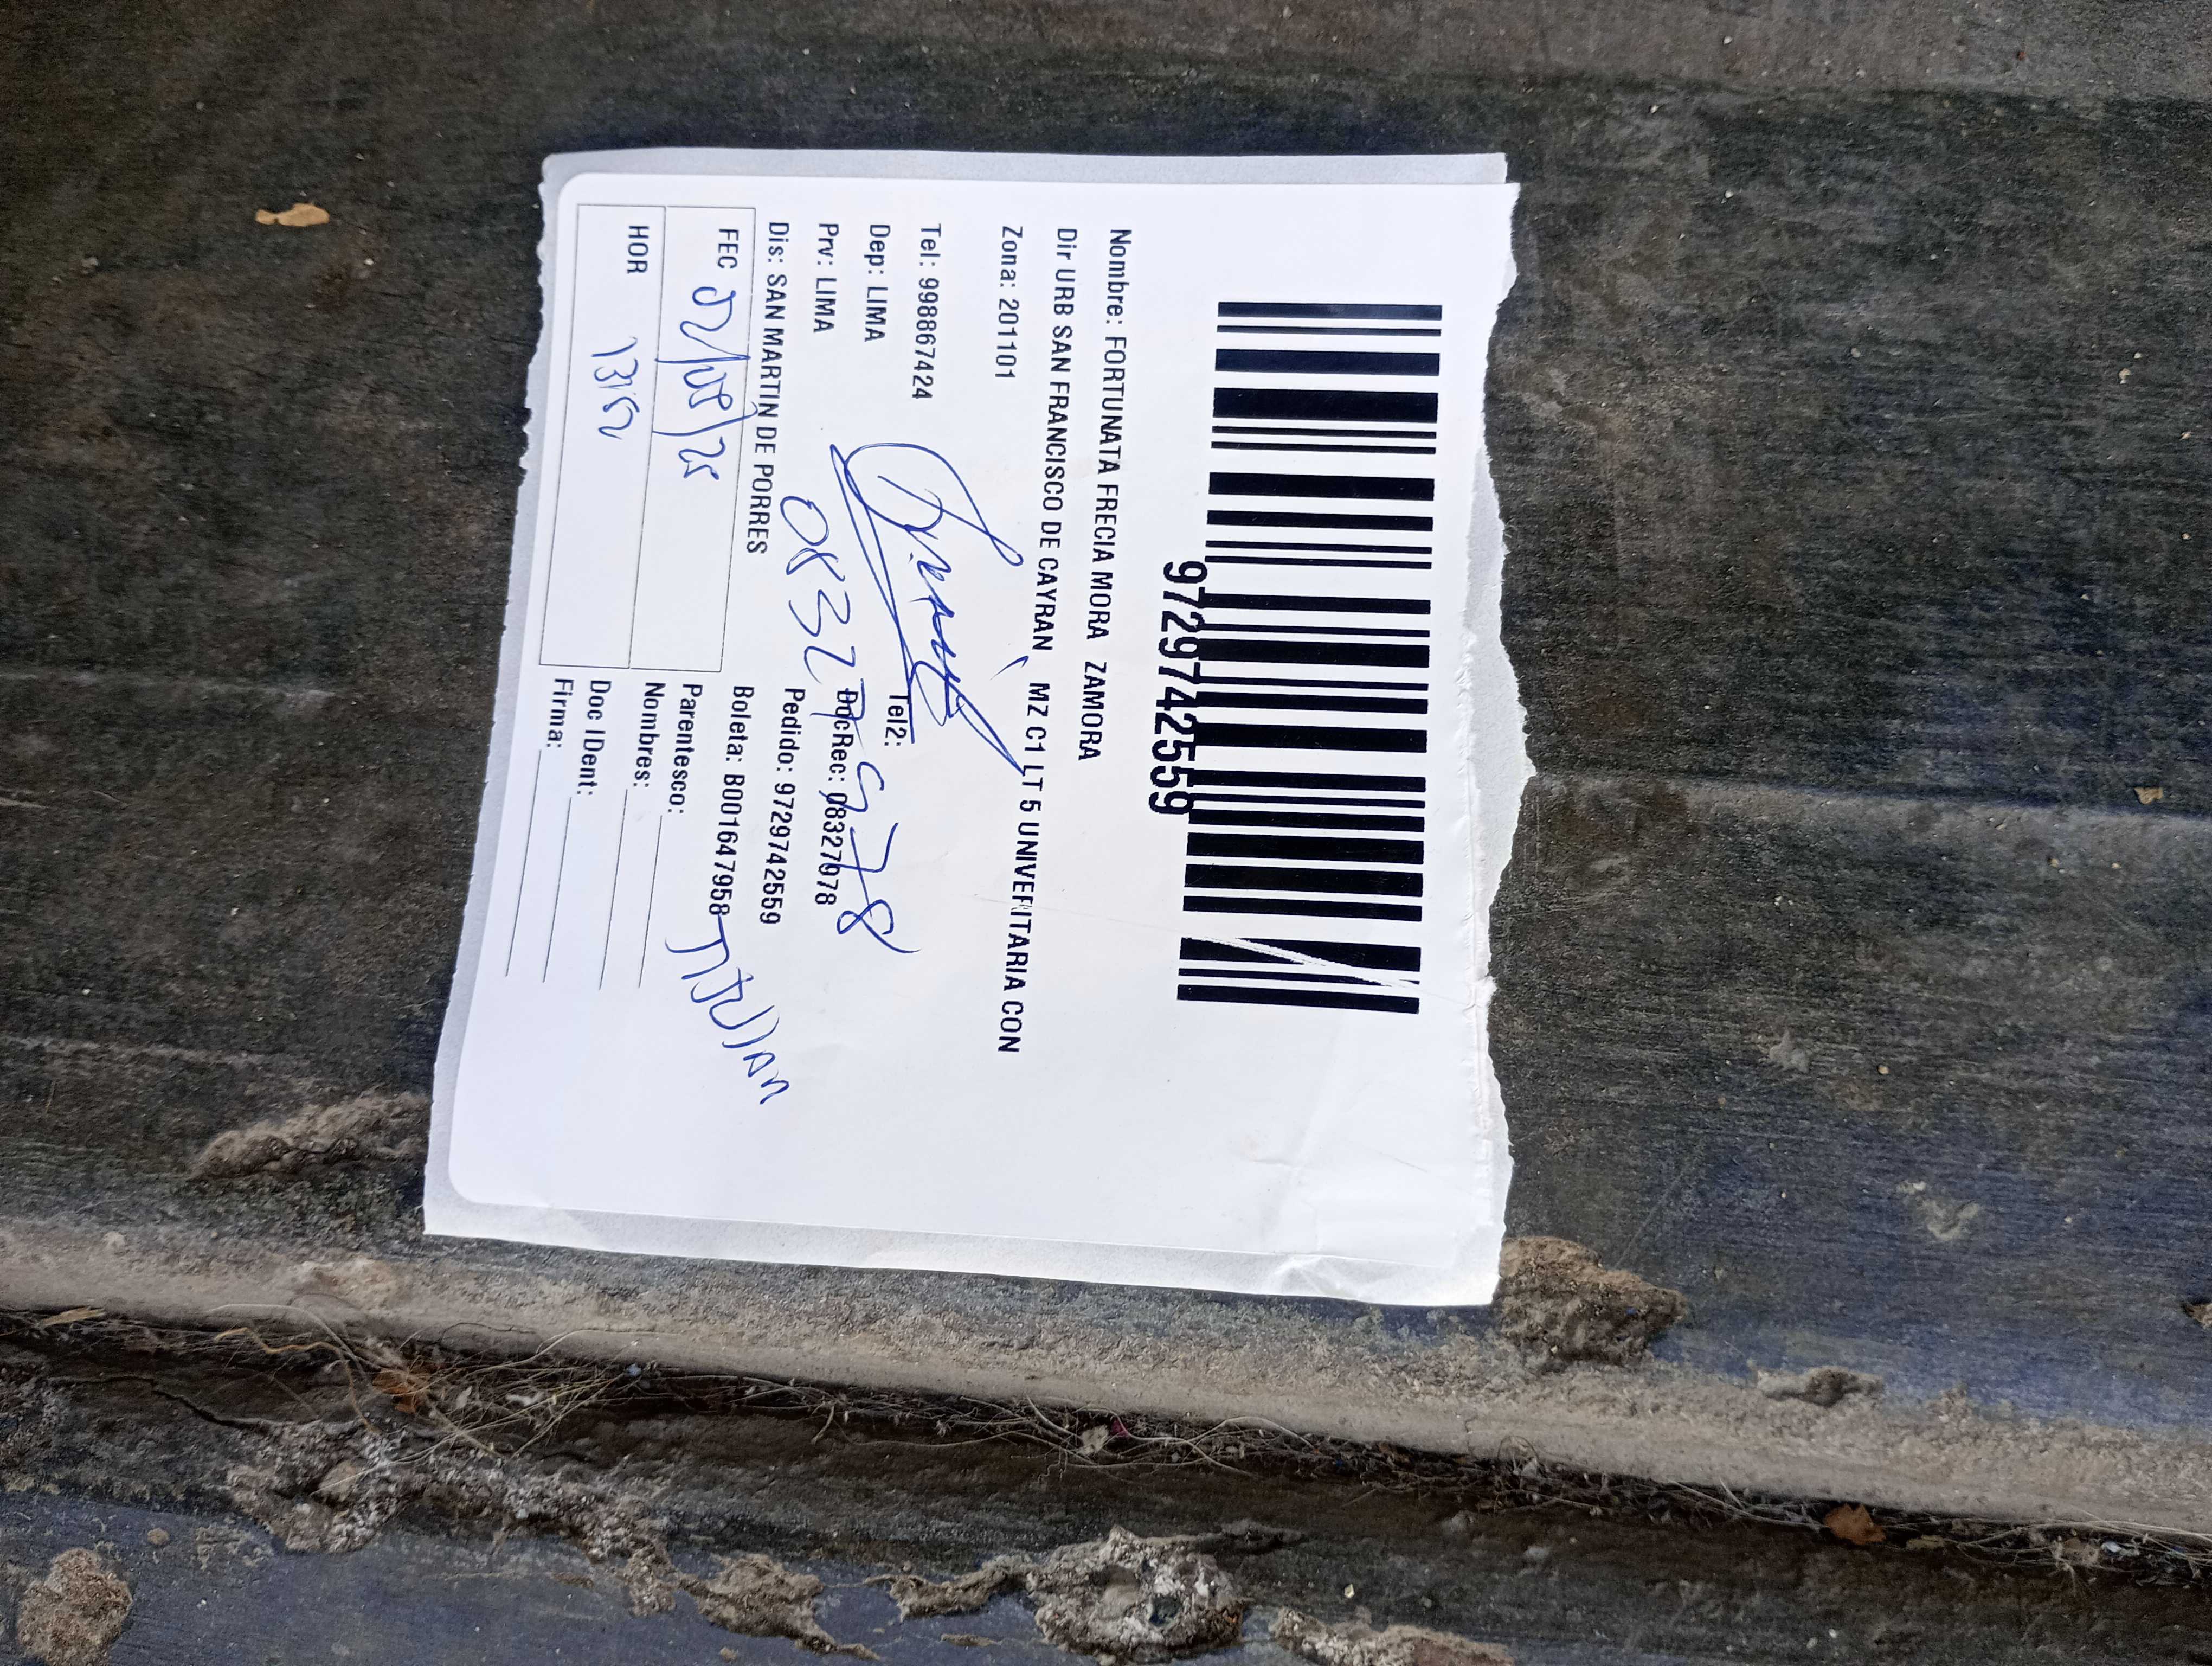 9729742559
Nombre: FORTUNATA FRECIA MORA ZAMORA
Dir URB SAN FRANCISCO DE CAYRAN MZ C1 LT 5 UNIVERITARIA CON
Zona: 201101
Tel: 998867424
Tel2:
Dep: LIMA
DocRec: 08327978
Prv: LIMA
Pedido: 9729742559
Dis: SAN MARTIN DE PORRES
Boleta: B001647958
FEC
Parentesco: Titular
HOR
Nombres:
Doc IDent:
Firma: